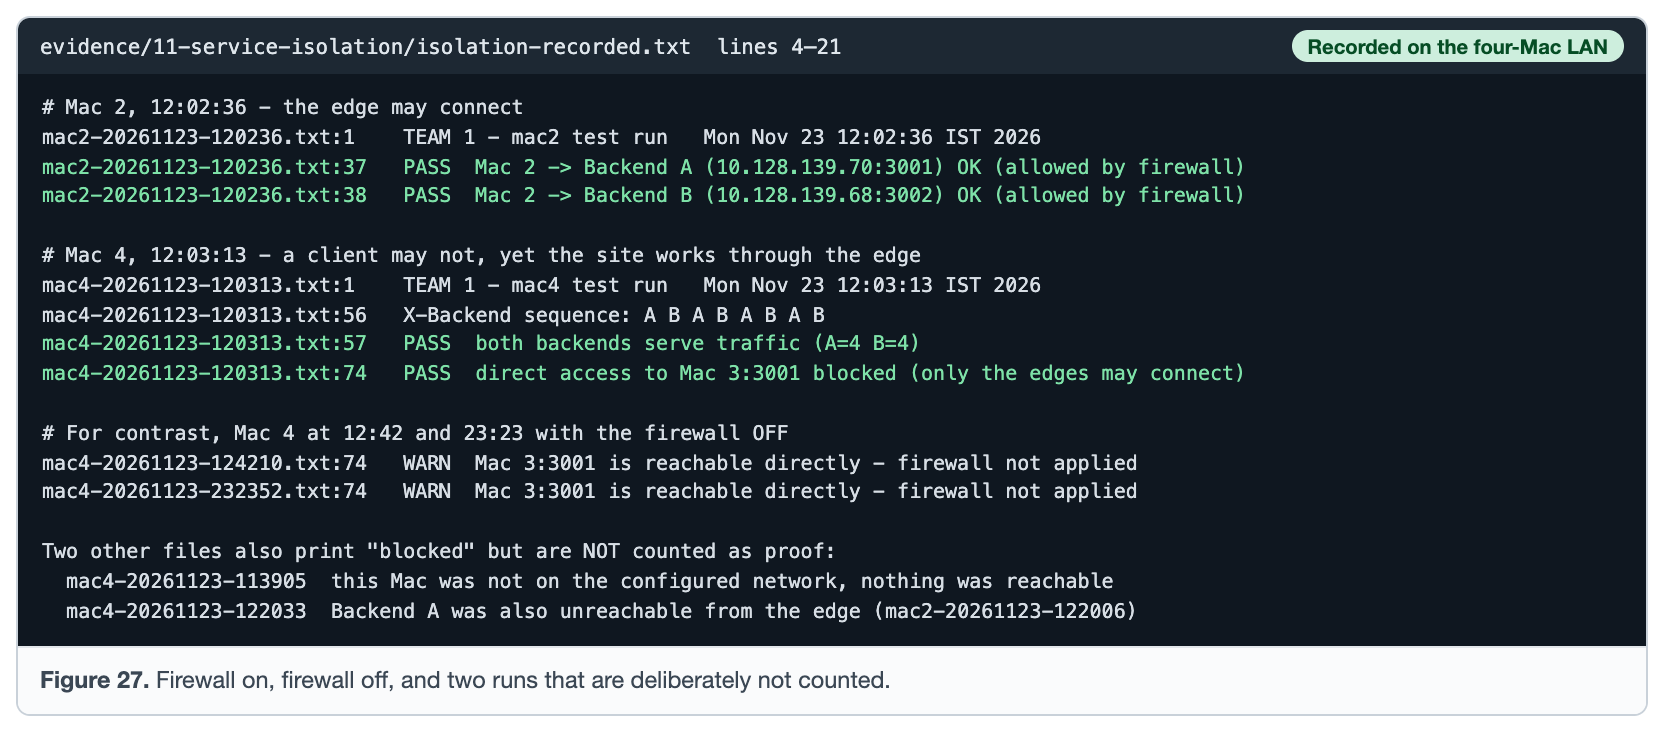 evidence/11-service-isolation/isolation-recorded.txt  lines 4–21
Recorded on the four-Mac LAN
# Mac 2, 12:02:36 – the edge may connect
mac2-20261123-120236.txt:1    TEAM 1 – mac2 test run   Mon Nov 23 12:02:36 IST 2026
mac2-20261123-120236.txt:37   PASS  Mac 2 –> Backend A (10.128.139.70:3001) OK (allowed by firewall)
mac2-20261123-120236.txt:38   PASS  Mac 2 –> Backend B (10.128.139.68:3002) OK (allowed by firewall)
# Mac 4, 12:03:13 – a client may not, yet the site works through the edge
mac4-20261123-120313.txt:1    TEAM 1 – mac4 test run   Mon Nov 23 12:03:13 IST 2026
mac4-20261123-120313.txt:56   X-Backend sequence: A B A B A B A B
mac4-20261123-120313.txt:57   PASS  both backends serve traffic (A=4 B=4)
mac4-20261123-120313.txt:74   PASS  direct access to Mac 3:3001 blocked (only the edges may connect)
# For contrast, Mac 4 at 12:42 and 23:23 with the firewall OFF
mac4-20261123-124210.txt:74   WARN  Mac 3:3001 is reachable directly – firewall not applied
mac4-20261123-232352.txt:74   WARN  Mac 3:3001 is reachable directly – firewall not applied
Two other files also print "blocked" but are NOT counted as proof:
  mac4-20261123-113905  this Mac was not on the configured network, nothing was reachable
  mac4-20261123-122033  Backend A was also unreachable from the edge (mac2-20261123-122006)
Figure 27. Firewall on, firewall off, and two runs that are deliberately not counted.